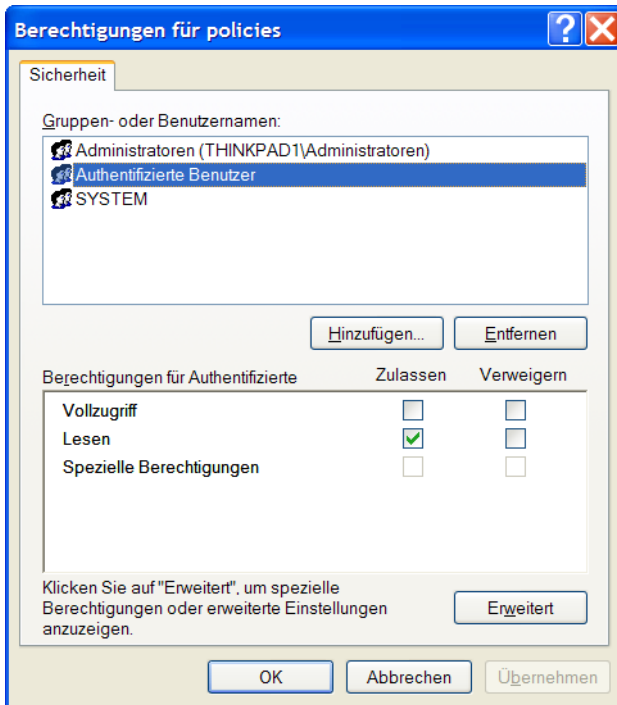 Berechtigungen für policies
Sicherheit
Gruppen- oder Benutzernamen:
Administratoren (THINKPAD1\Administratoren)
Authentifizierte Benutzer
SYSTEM
Hinzufügen... Entfernen
Berechtigungen für Authentifizierte Zulassen Verweigern
Vollzugriff
Lesen
Spezielle Berechtigungen
Klicken Sie auf "Erweitert", um spezielle
Berechtigungen oder erweiterte Einstellungen
anzuzeigen.
Erweitert
OK Abbrechen Übernehmen